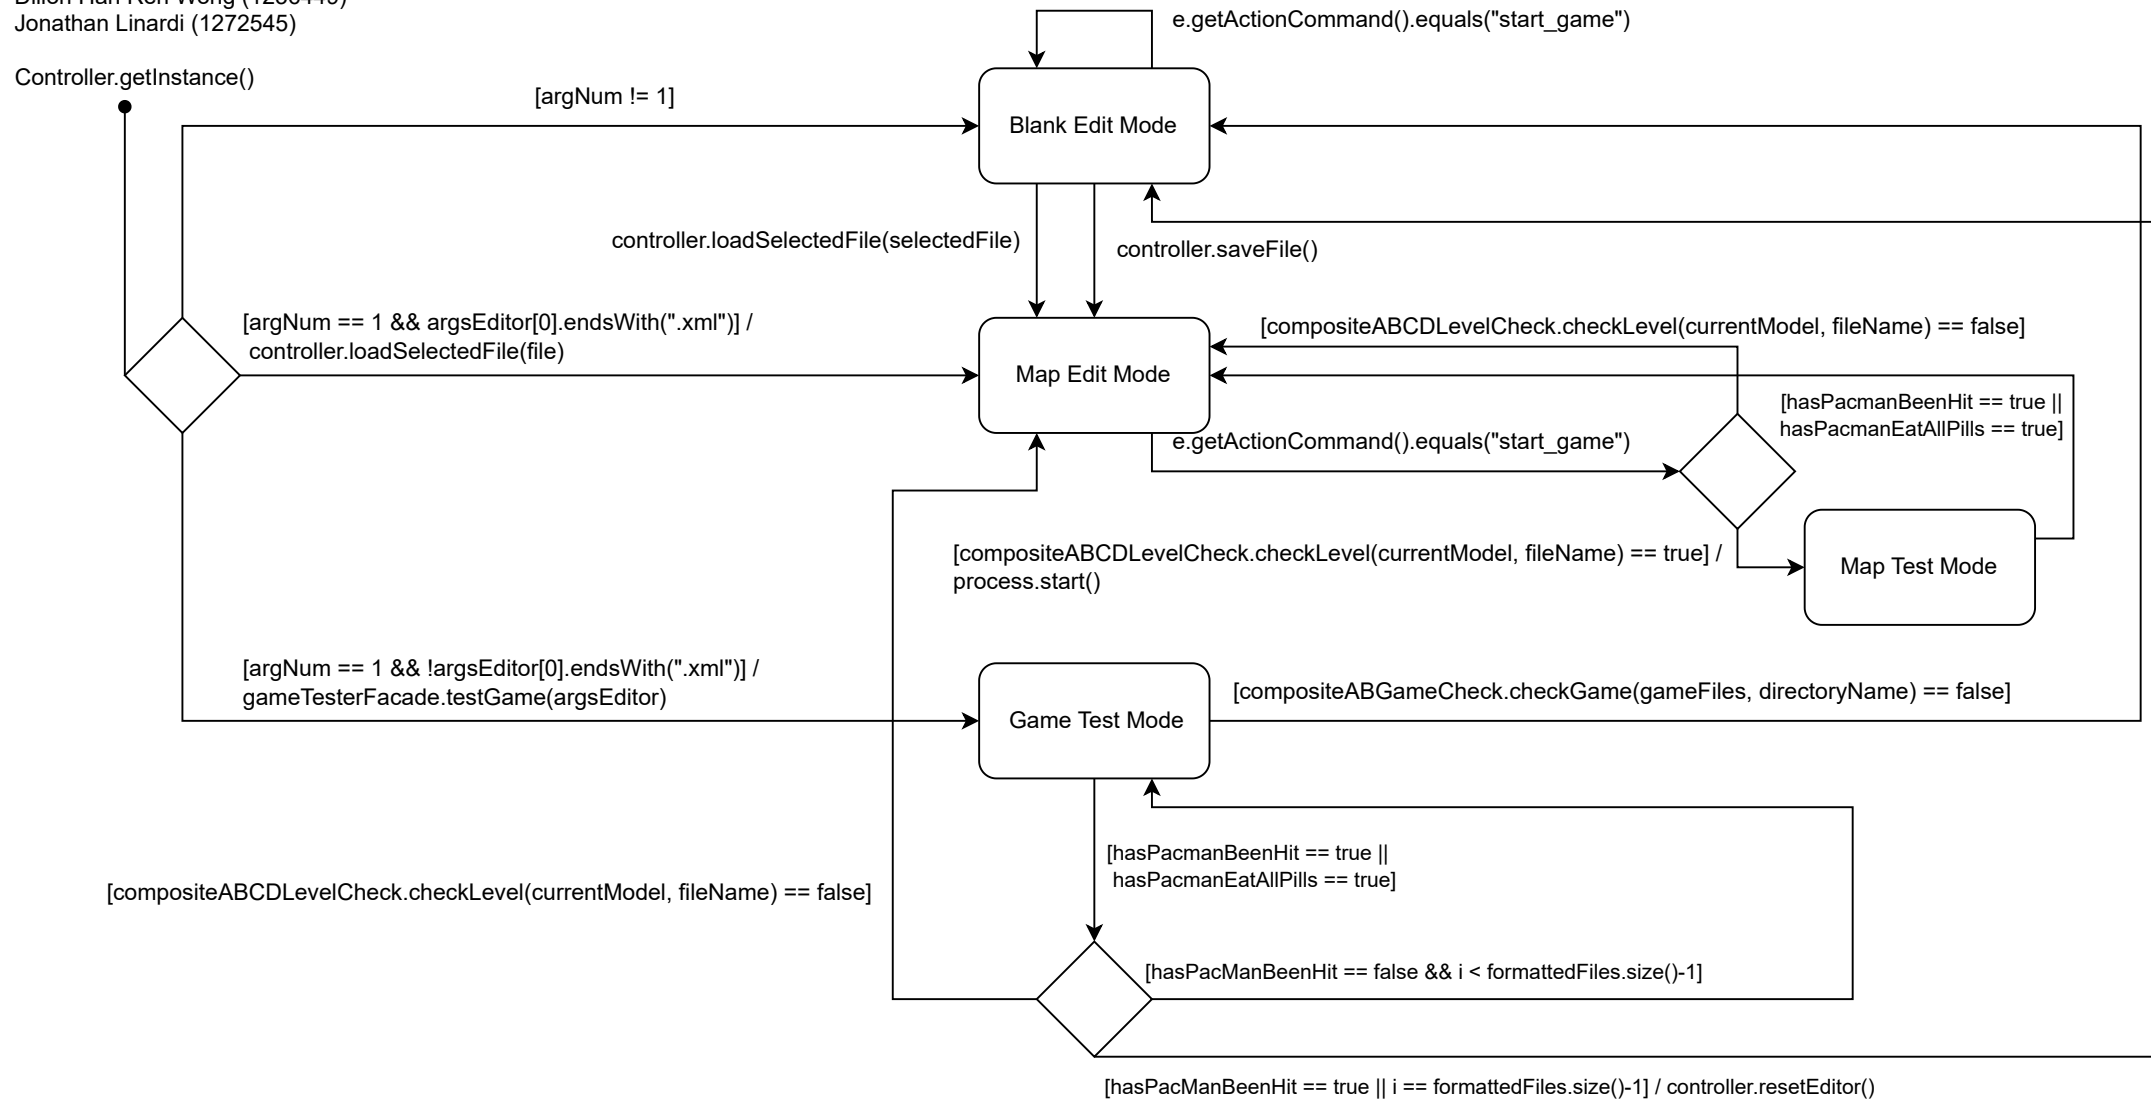 Jonathan Linardi (1272545)
Controller.getInstance()
e.getActionCommand().equals("start_game")
[argNum != 1]
Blank Edit Mode
controller.loadSelectedFile(selectedFile)
controller.saveFile()
[argNum == 1 && argsEditor[0].endsWith(".xml")] /
controller.loadSelectedFile(file)
[compositeABCDLevelCheck.checkLevel(currentModel, fileName) == false]
Map Edit Mode
[hasPacmanBeenHit == true ||
hasPacmanEatAllPills == true]
e.getActionCommand().equals("start_game")
[compositeABCDLevelCheck.checkLevel(currentModel, fileName) == true] /
process.start()
Map Test Mode
[argNum == 1 && !argsEditor[0].endsWith(".xml")] /
gameTesterFacade.testGame(argsEditor)
Game Test Mode
[compositeABGameCheck.checkGame(gameFiles, directoryName) == false]
[hasPacmanBeenHit == true ||
hasPacmanEatAllPills == true]
[compositeABCDLevelCheck.checkLevel(currentModel, fileName) == false]
[hasPacManBeenHit == false && i < formattedFiles.size()-1]
[hasPacManBeenHit == true || i == formattedFiles.size()-1] / controller.resetEditor()